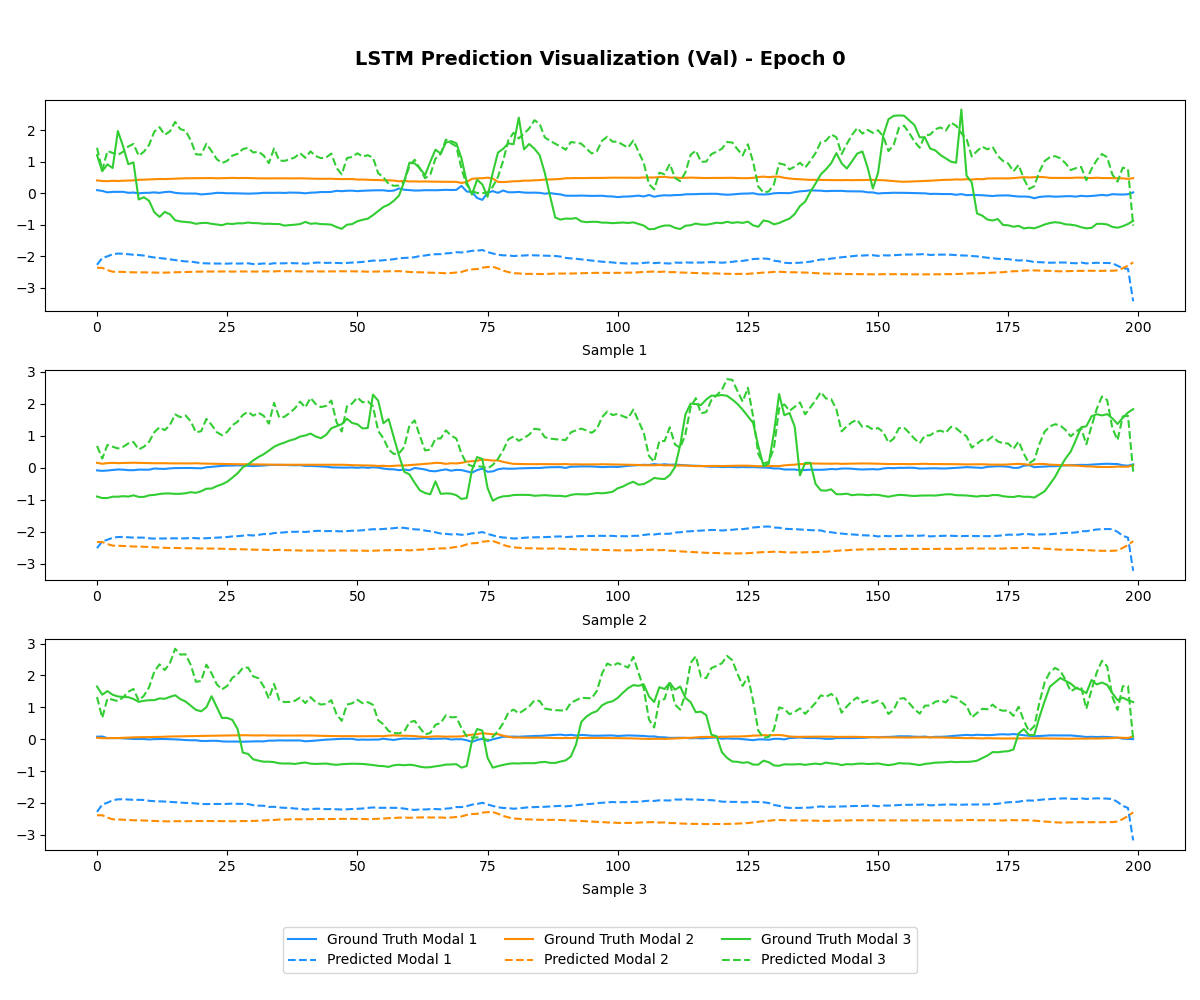 LSTM Prediction Visualization (Val) - Epoch 0
2
1
0
−1
−2
−3
0 25 50 75 100 125 150 175 200
Sample 1
3
2
1
0
−1
−2
−3
0 25 50 75 100 125 150 175 200
Sample 2
3
2
1
0
−1
−2
−3
0 25 50 75 100 125 150 175 200
Sample 3
Ground Truth Modal 1 Ground Truth Modal 2 Ground Truth Modal 3
Predicted Modal 1 Predicted Modal 2 Predicted Modal 3